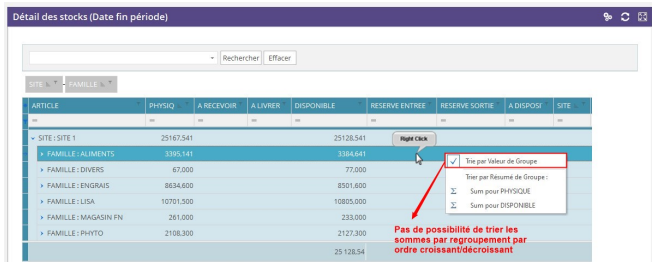 Détail des stocks (Date fin période)
Rechercher Effacer
SITE FAMILLE
ARTICLE PHYSIQ A RECEVOIR A LIVRER DISPONIBLE RESERVE ENTREE RESERVE SORTIE A DISPOSI SITE
= = = = = = = = =
SITE : SITE 1 25167,541 25128,541
Right Click
FAMILLE : ALIMENTS 3395,141 3384,641
FAMILLE : DIVERS 67,000 77,000
FAMILLE : ENGRAIS 8634,600 8501,600
FAMILLE : LISA 10701,500 10805,000
FAMILLE : MAGASIN FN 261,000 233,000
FAMILLE : PHYTO 2108,300 2127,300
25 128,54
Trie par Valeur de Groupe
Trie par Résumé de Groupe :
Σ Sum pour PHYSIQUE
Σ Sum pour DISPONIBLE
Pas de possibilité de trier les
sommes par regroupement par
ordre croissant/décroissant